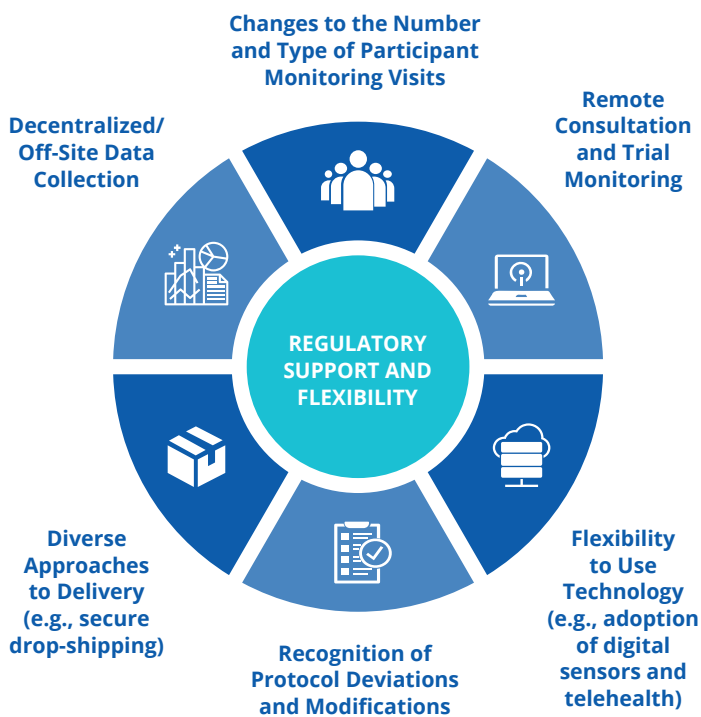 Changes to the Number
and Type of Participant
Monitoring Visits
Remote
Consultation
and Trial
Monitoring
Decentralized/
Off-Site Data
Collection
REGULATORY
SUPPORT AND
FLEXIBILITY
Diverse
Approaches
to Delivery
(e.g., secure
drop-shipping)
Flexibility
to Use
Technology
(e.g., adoption
of digital
sensors and
telehealth)
Recognition of
Protocol Deviations
and Modifications